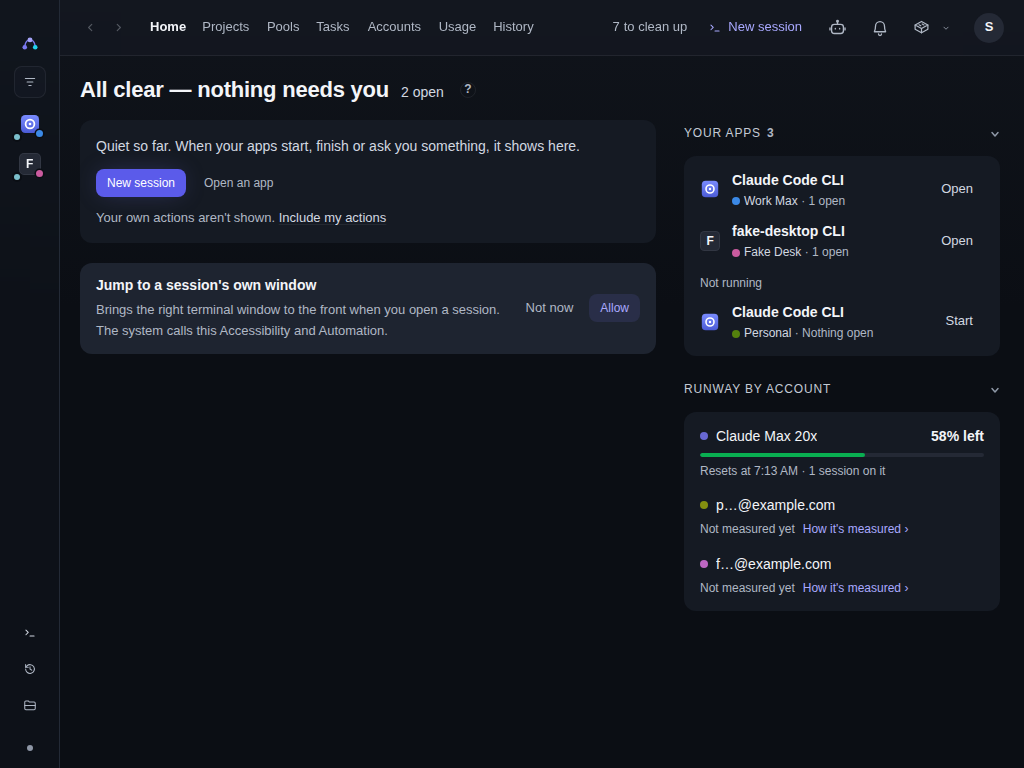 Home Projects Pools Tasks Accounts Usage History 7 to clean up New session S
F
All clear — nothing needs you 2 open ?
Quiet so far. When your apps start, finish or ask you something, it shows here.
New session Open an app
Your own actions aren't shown. Include my actions
Jump to a session's own window
Brings the right terminal window to the front when you open a session.
The system calls this Accessibility and Automation.
Not now Allow
YOUR APPS 3
Claude Code CLI
Work Max · 1 open
Open
F
fake-desktop CLI
Fake Desk · 1 open
Open
Not running
Claude Code CLI
Personal · Nothing open
Start
RUNWAY BY ACCOUNT
Claude Max 20x 58% left
Resets at 7:13 AM · 1 session on it
p…@example.com
Not measured yet How it's measured ›
f…@example.com
Not measured yet How it's measured ›